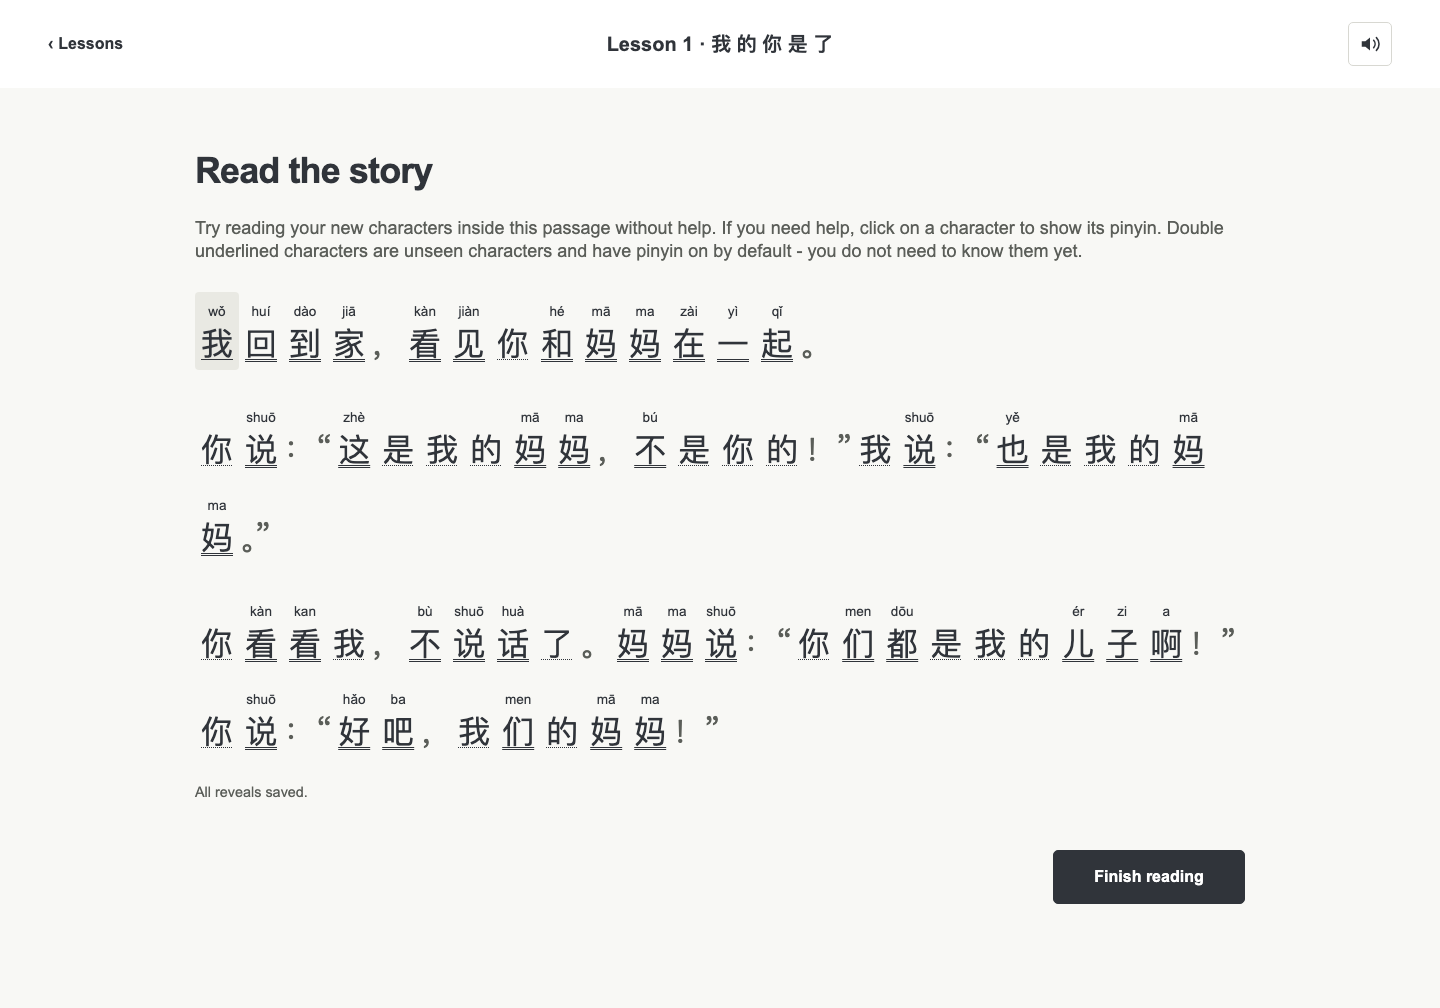 ‹ Lessons
Lesson 1 · 我 的 你 是 了
Read the story
Try reading your new characters inside this passage without help. If you need help, click on a character to show its pinyin. Double
underlined characters are unseen characters and have pinyin on by default - you do not need to know them yet.
wǒ huí dào jiā kàn jiàn hé mā ma zài yì qǐ
我回到家，看见你和妈妈在一起。
shuō zhè mā ma bú shuō yě mā
你说：“这是我的妈妈，不是你的！”我说：“也是我的妈
ma
妈。”
kàn kan bù shuō huà mā ma shuō men dōu ér zi a
你看看我，不说话了。妈妈说：“你们都是我的儿子啊！”
shuō hǎo ba men mā ma
你说：“好吧，我们的妈妈！”
All reveals saved.
Finish reading